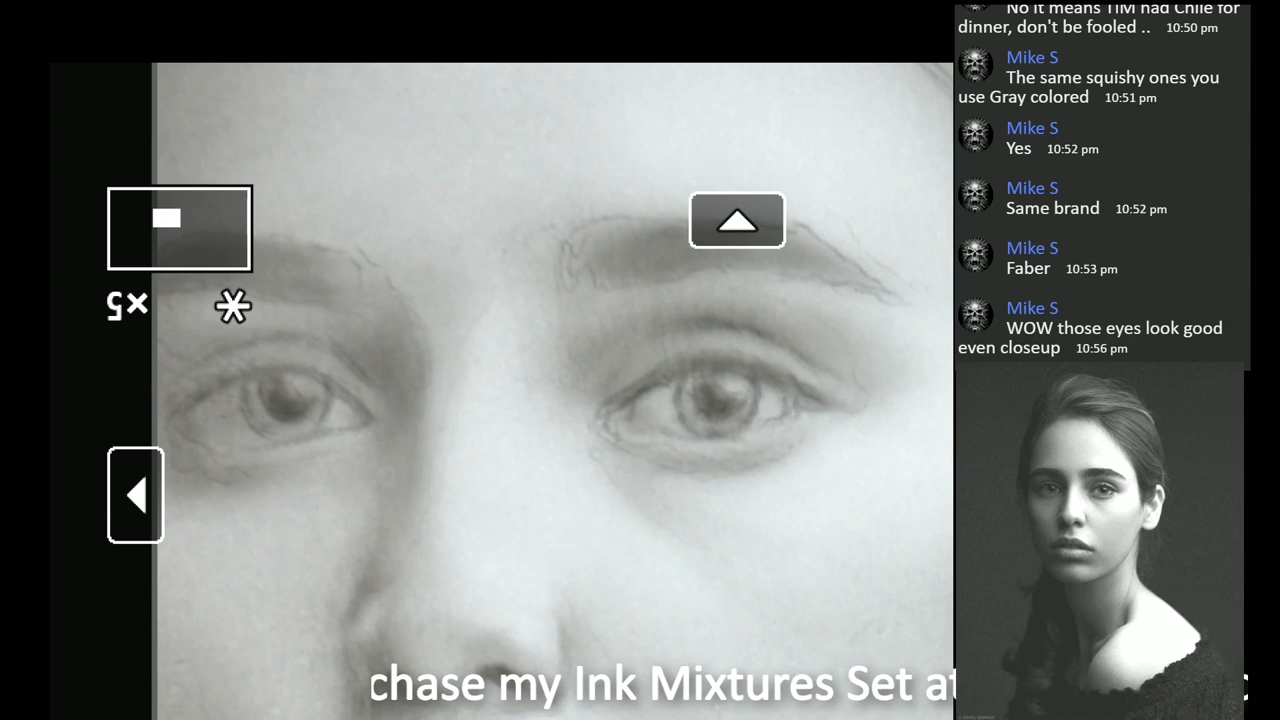 No it means TIM had Chile for
dinner, don't be fooled .. 10:50 pm
Mike S
The same squishy ones you
use Gray colored 10:51 pm
Mike S
Yes 10:52 pm
Mike S
Same brand 10:52 pm
Mike S
Faber 10:53 pm
Mike S
WOW those eyes look good
even closeup 10:56 pm
x5
chase my Ink Mixtures Set at